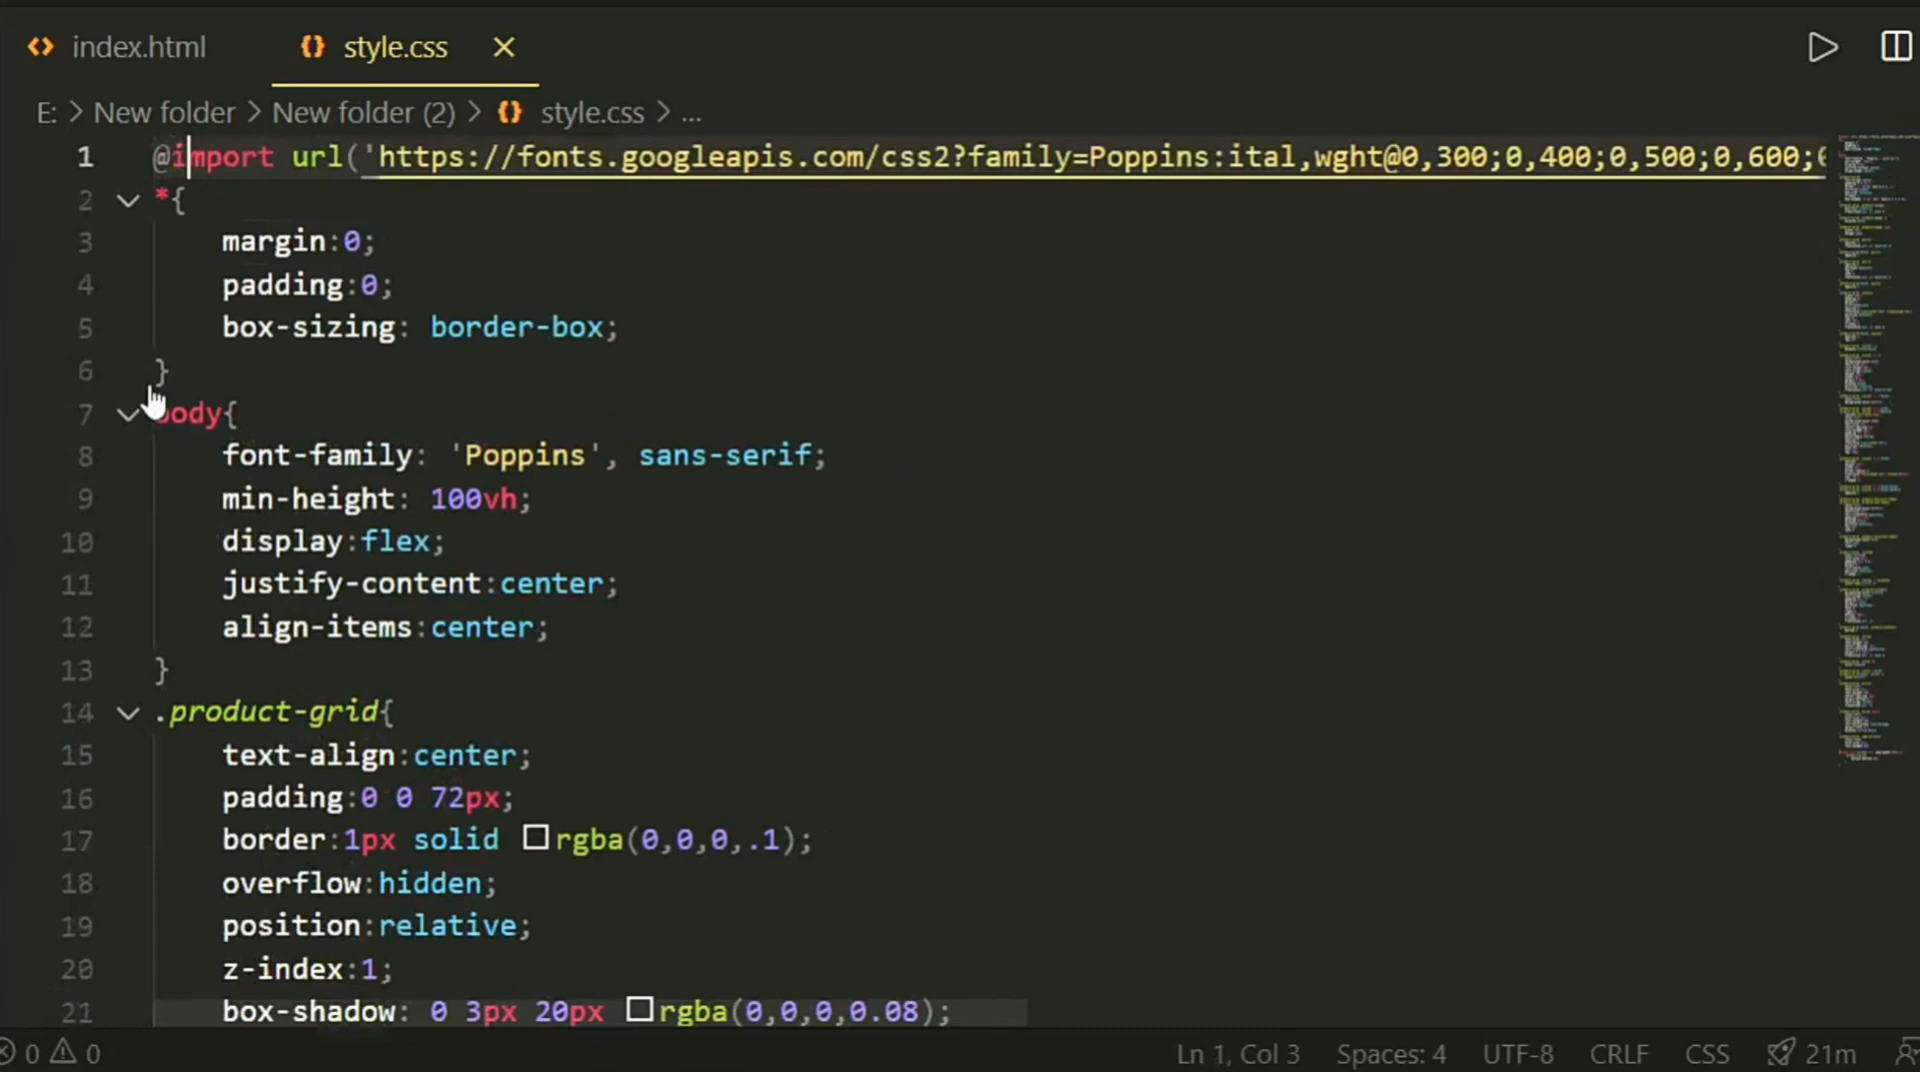 index.html style.css
E: > New folder > New folder (2) > style.css > ...
1 @import url('https://fonts.googleapis.com/css2?family=Poppins:ital,wght@0,300;0,400;0,500;0,600;
2 *{
3 margin:0;
4 padding:0;
5 box-sizing: border-box;
6 }
7 body{
8 font-family: 'Poppins', sans-serif;
9 min-height: 100vh;
10 display:flex;
11 justify-content:center;
12 align-items:center;
13 }
14 .product-grid{
15 text-align:center;
16 padding:0 0 72px;
17 border:1px solid rgba(0,0,0,.1);
18 overflow:hidden;
19 position:relative;
20 z-index:1;
21 box-shadow: 0 3px 20px rgba(0,0,0,0.08);
0 0 Ln 1, Col 3 Spaces: 4 UTF-8 CRLF CSS 21m